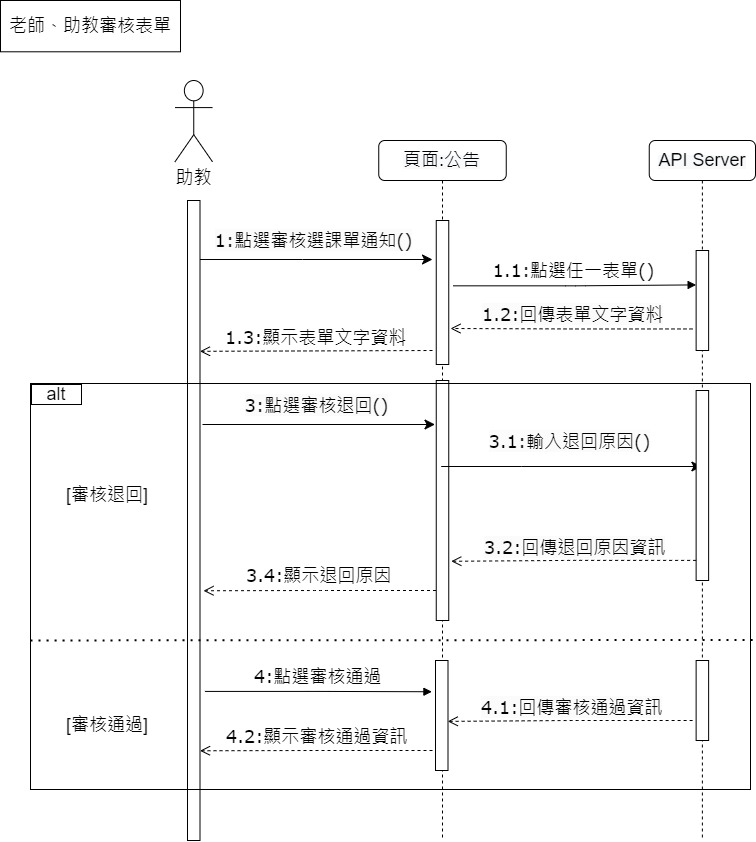 老師、助教審核表單
助教
頁面:公告
API Server
1:點選審核選課單通知()
1.1:點選任一表單()
1.2:回傳表單文字資料
1.3:顯示表單文字資料
alt
3:點選審核退回()
3.1:輸入退回原因()
[審核退回]
3.2:回傳退回原因資訊
3.4:顯示退回原因
4:點選審核通過
4.1:回傳審核通過資訊
[審核通過]
4.2:顯示審核通過資訊